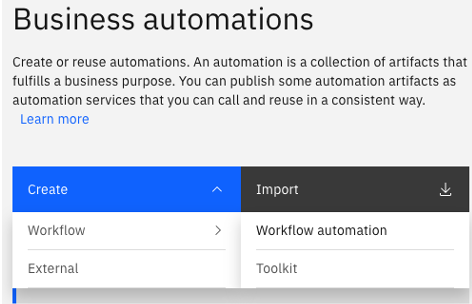 Business automations
Create or reuse automations. An automation is a collection of artifacts that
fulfills a business purpose. You can publish some automation artifacts as
automation services that you can call and reuse in a consistent way.
Learn more
Create
Import
Workflow
Workflow automation
External
Toolkit